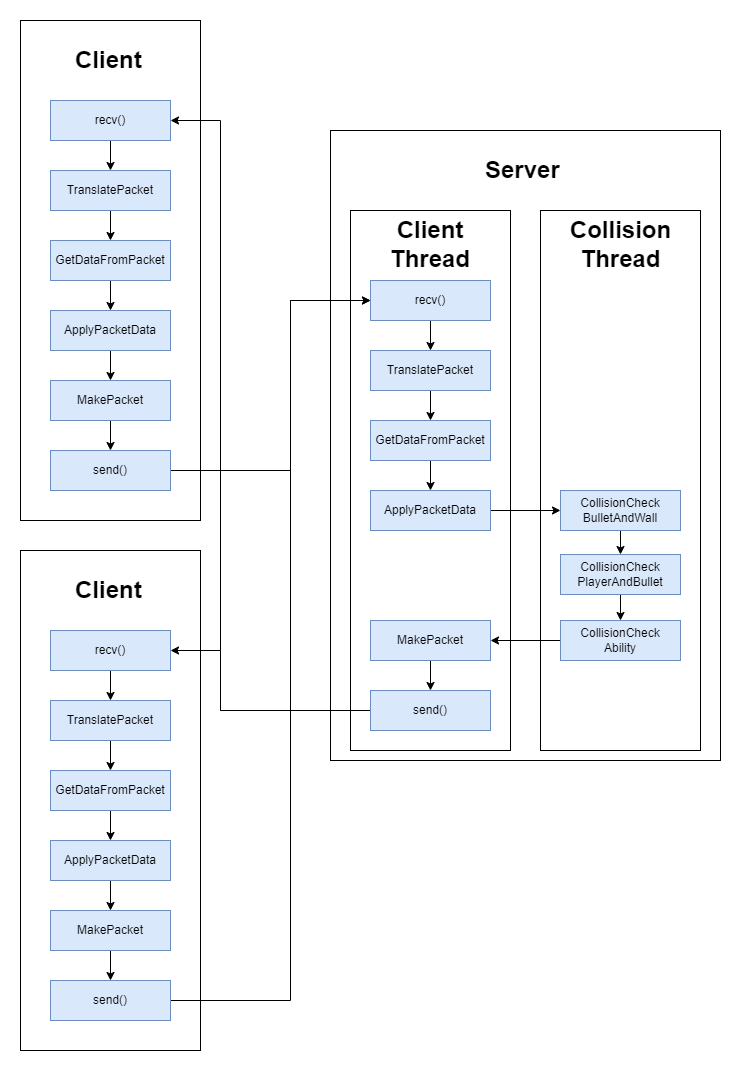 Client
recv()
TranslatePacket
GetDataFromPacket
ApplyPacketData
MakePacket
send()
Client
recv()
TranslatePacket
GetDataFromPacket
ApplyPacketData
MakePacket
send()
Server
Client
Thread
recv()
TranslatePacket
GetDataFromPacket
ApplyPacketData
MakePacket
send()
Collision
Thread
CollisionCheck
BulletAndWall
CollisionCheck
PlayerAndBullet
CollisionCheck
Ability